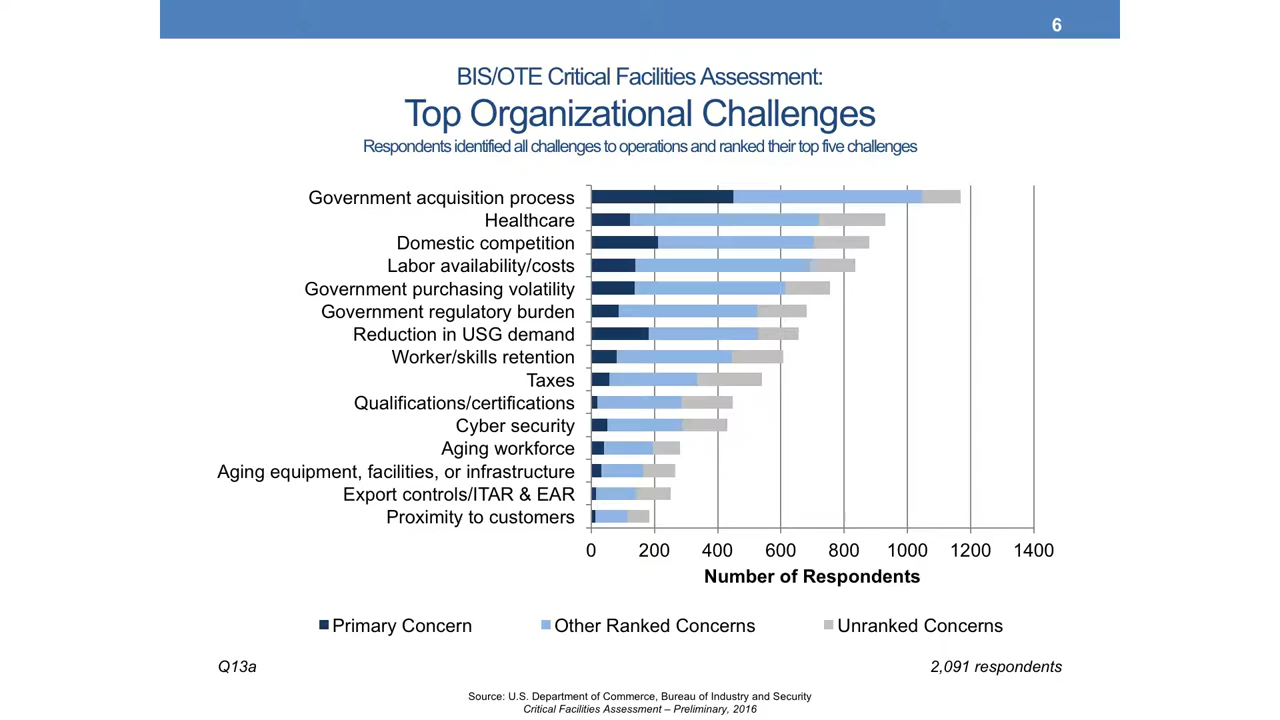 6
BIS/OTE Critical Facilities Assessment:
Top Organizational Challenges
Respondents identified all challenges to operations and ranked their top five challenges
Government acquisition process
Healthcare
Domestic competition
Labor availability/costs
Government purchasing volatility
Government regulatory burden
Reduction in USG demand
Worker/skills retention
Taxes
Qualifications/certifications
Cyber security
Aging workforce
Aging equipment, facilities, or infrastructure
Export controls/ITAR & EAR
Proximity to customers
0 200 400 600 800 1000 1200 1400
Number of Respondents
Primary Concern Other Ranked Concerns Unranked Concerns
Q13a 2,091 respondents
Source: U.S. Department of Commerce, Bureau of Industry and Security
Critical Facilities Assessment – Preliminary, 2016